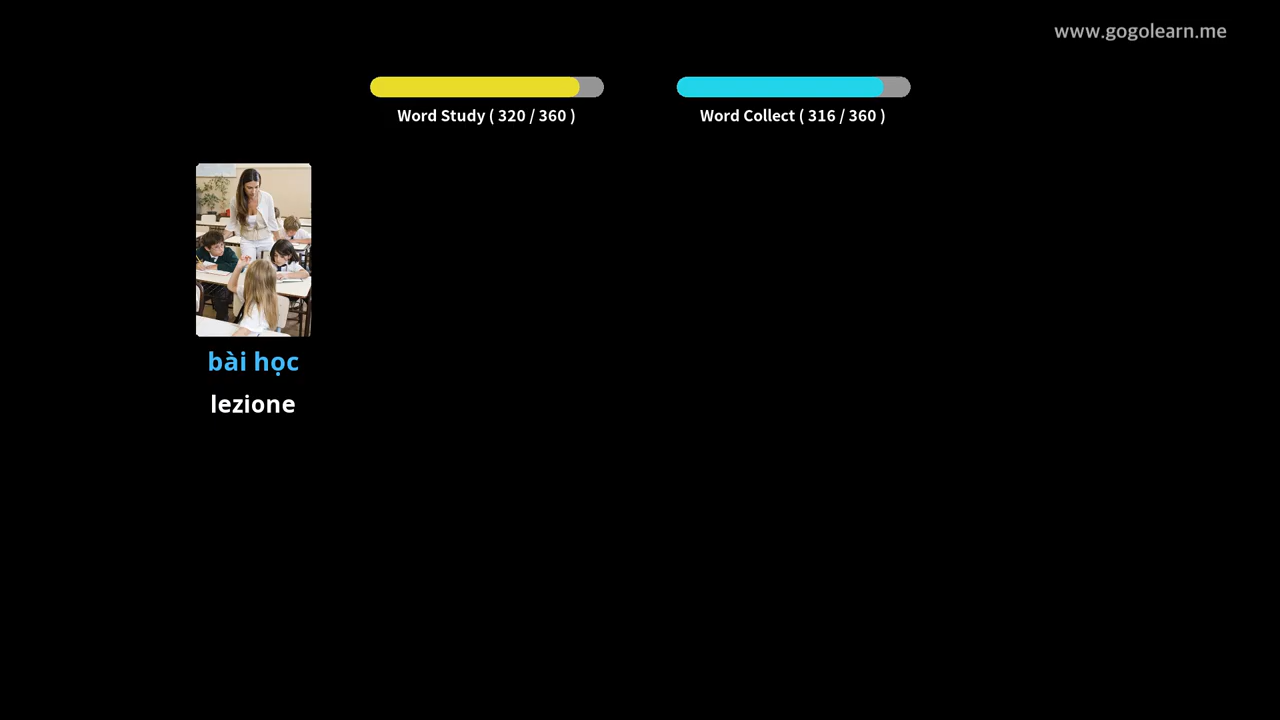 www.gogolearn.me
Word Study ( 320 / 360 )
Word Collect ( 316 / 360 )
bài học
lezione